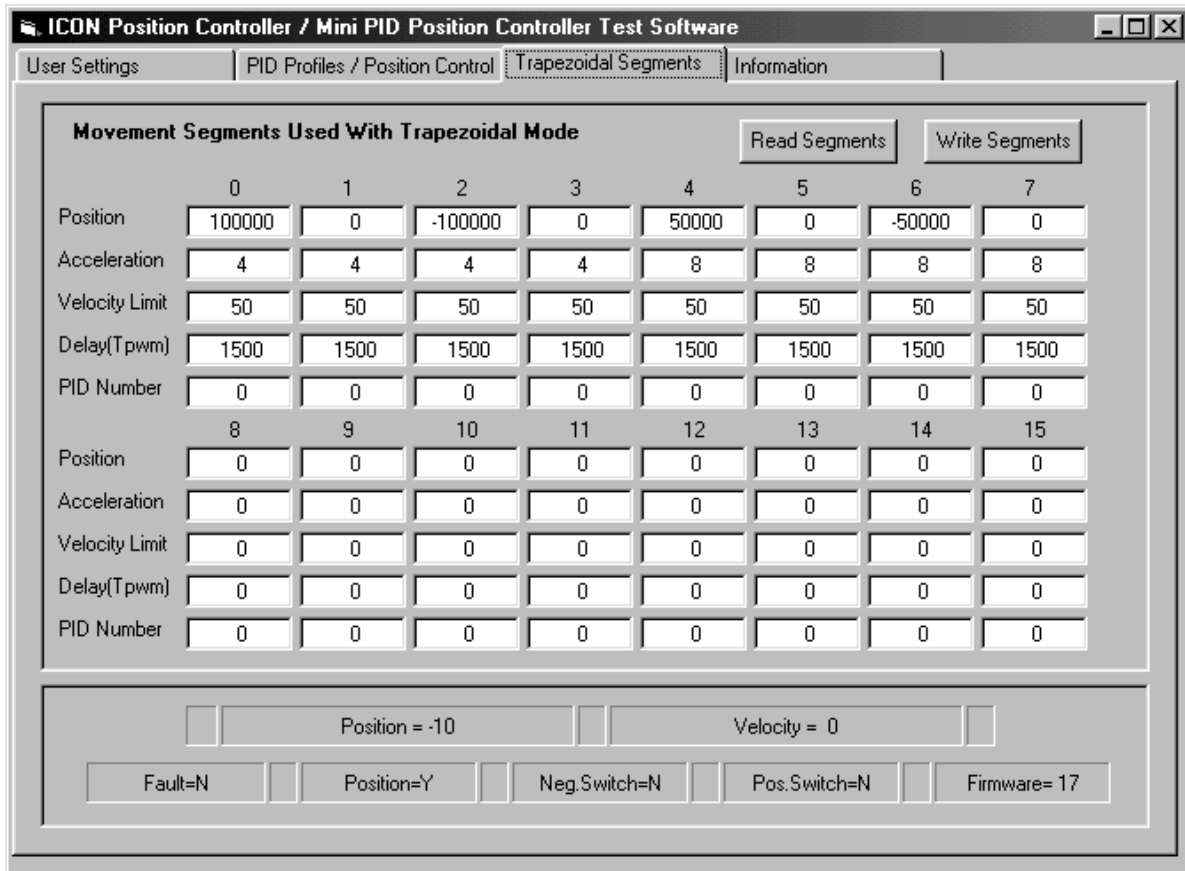 ICON Position Controller / Mini PID Position Controller Test Software
User Settings PID Profiles / Position Control Trapezoidal Segments Information
Movement Segments Used With Trapezoidal Mode Read Segments Write Segments
0 1 2 3 4 5 6 7
Position 100000 0 -100000 0 50000 0 -50000 0
Acceleration 4 4 4 4 8 8 8 8
Velocity Limit 50 50 50 50 50 50 50 50
Delay(Tpwm) 1500 1500 1500 1500 1500 1500 1500 1500
PID Number 0 0 0 0 0 0 0 0
8 9 10 11 12 13 14 15
Position 0 0 0 0 0 0 0 0
Acceleration 0 0 0 0 0 0 0 0
Velocity Limit 0 0 0 0 0 0 0 0
Delay(Tpwm) 0 0 0 0 0 0 0 0
PID Number 0 0 0 0 0 0 0 0
Position = -10 Velocity = 0
Fault=N Position=Y Neg.Switch=N Pos.Switch=N Firmware= 17